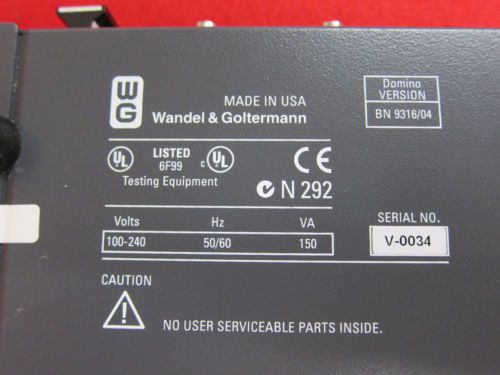 WG
MADE IN USA
Wandel & Goltermann
Domino
VERSION
BN 9316/04
UL LISTED c UL
6F99
Testing Equipment
CE
N 292
Volts Hz VA
100-240 50/60 150
SERIAL NO.
V-0034
CAUTION
!
NO USER SERVICEABLE PARTS INSIDE.